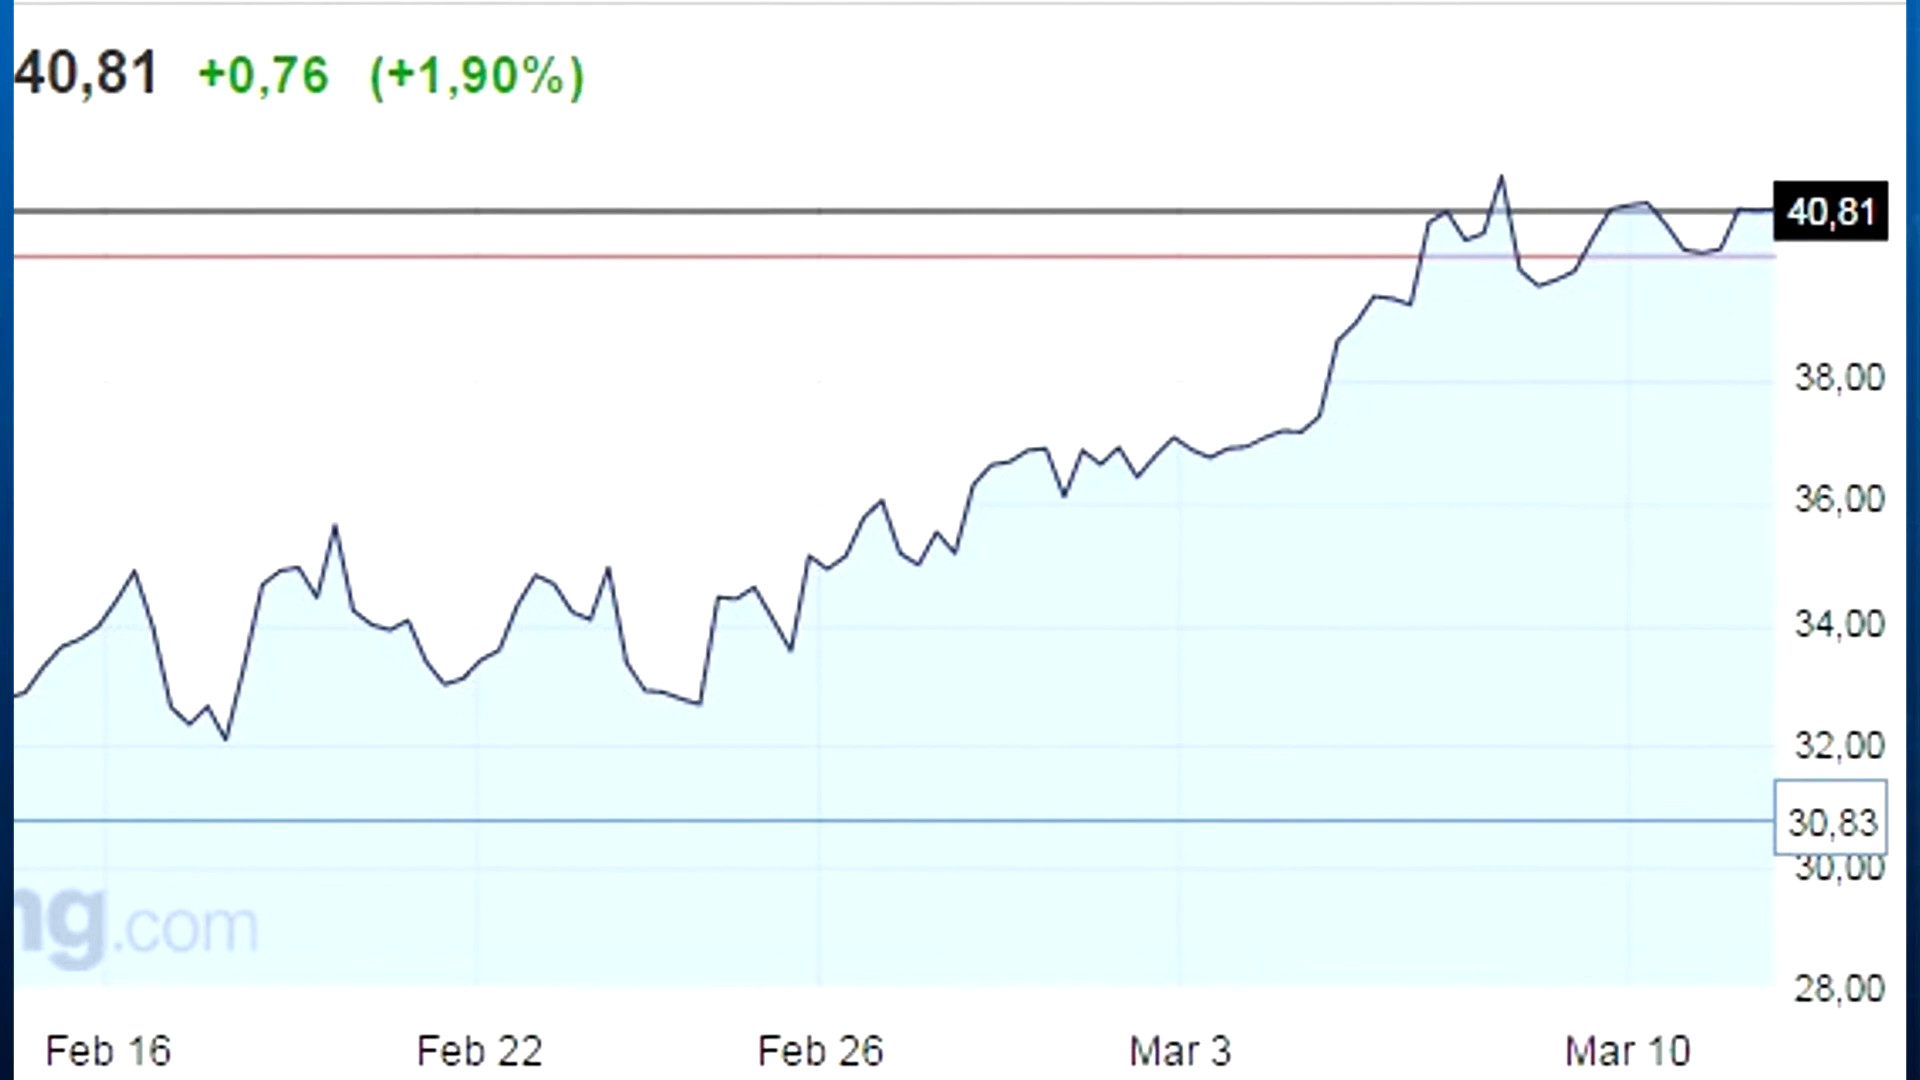 40,81 +0,76 (+1,90%)
40,81
38,00
36,00
34,00
32,00
30,83
30,00
ng.com
28,00
Feb 16 Feb 22 Feb 26 Mar 3 Mar 10